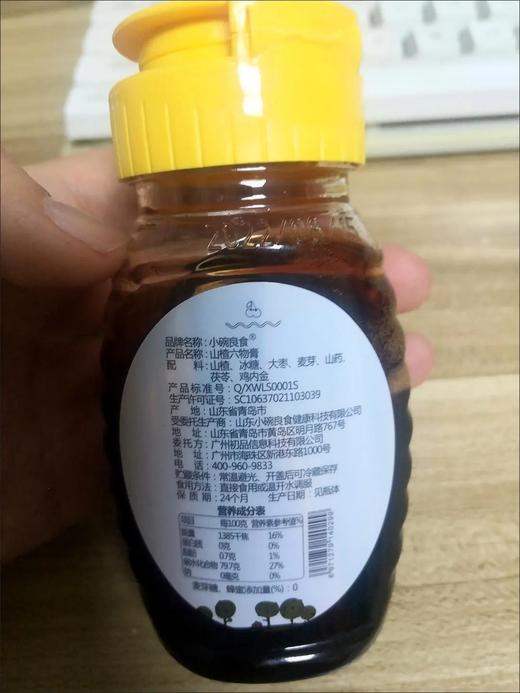 品牌名称:小碗良食®
产品名称:山楂六物膏
配 料:山楂、冰糖、大枣、麦芽、山药、
茯苓、鸡内金
产品标准号:Q/XWLS0001S
生产许可证号:SC10637021103039
产 地:山东省青岛市
受委托生产商:山东小碗良食健康科技有限公司
山东省青岛市黄岛区明月路767号
委托方:广州初品信息科技有限公司
广州市海珠区新港东路1000号
电 话:400-960-9833
贮藏条件:常温避光、开盖后可冷藏保存
食用方法:直接食用或温开水调服
保质期:24个月 生产日期:见瓶体
营养成分表
项目 每100克 营养素参考值%
能量 1385千焦 16%
蛋白质 0克 0%
脂肪 0.7克 1%
碳水化合物 79.7克 27%
钠 0毫克 0%
麦芽糖、蜂蜜添加量(%):0
6971279140299